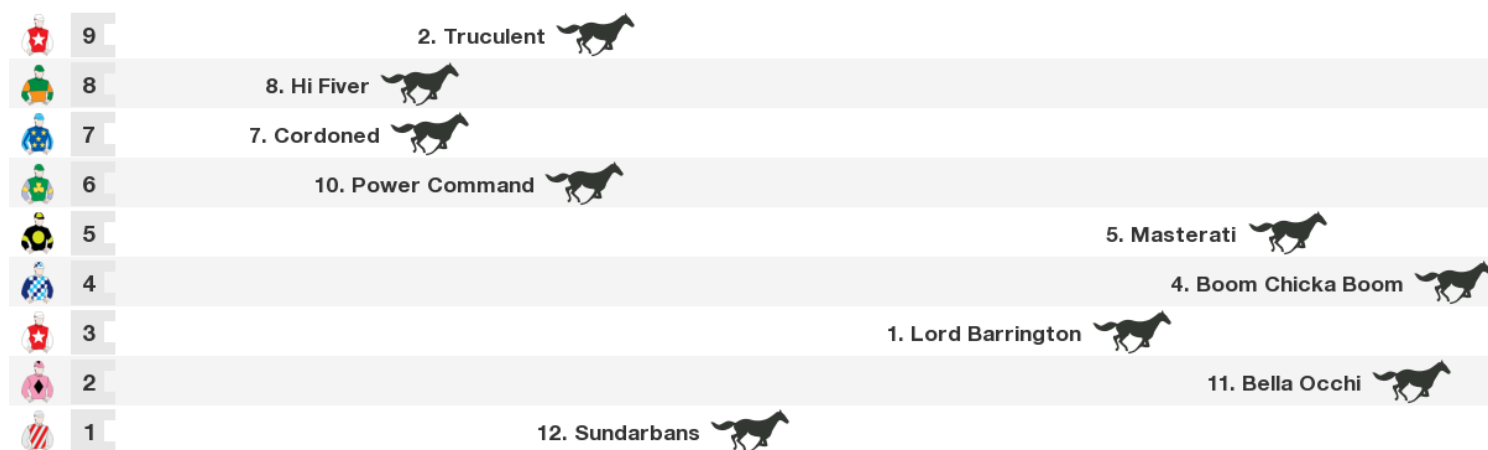 9 2. Truculent
8 8. Hi Fiver
7 7. Cordoned
6 10. Power Command
5 5. Masterati
4 4. Boom Chicka Boom
3 1. Lord Barrington
2 11. Bella Occhi
1 12. Sundarbans